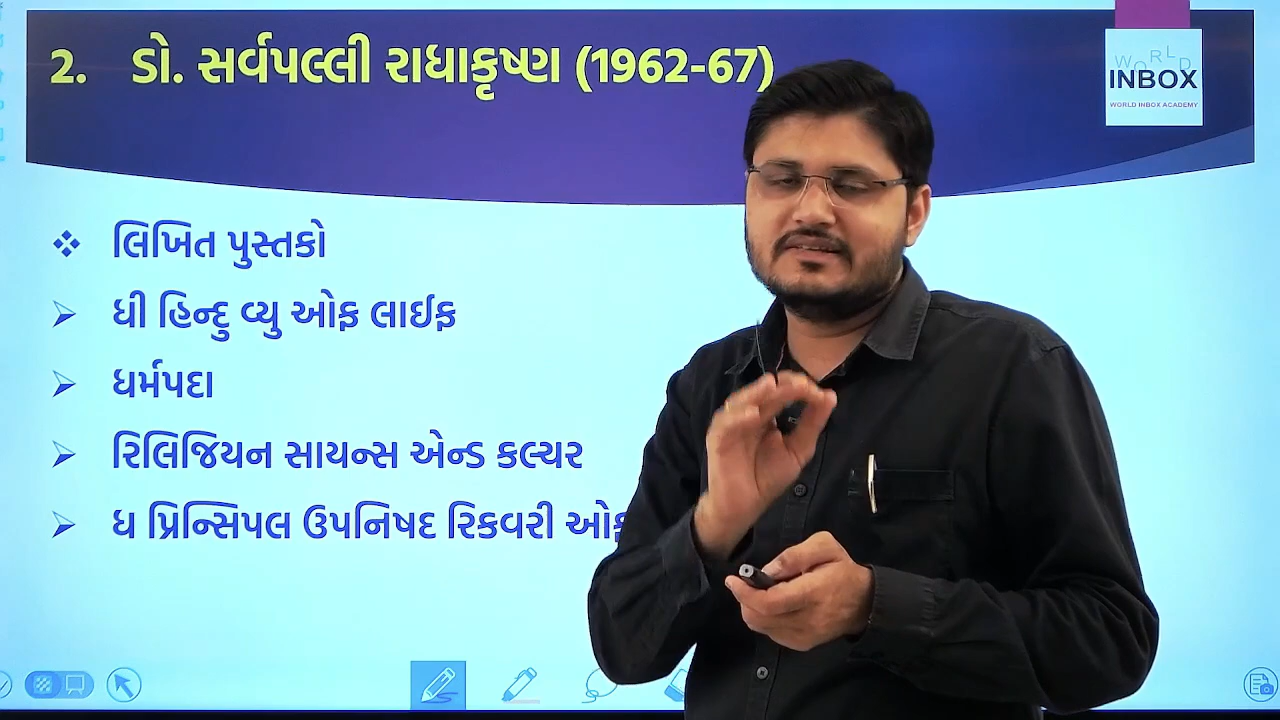 2. ડો. સર્વપલ્લી રાધાકૃષ્ણ (1962-67)
WORLD
INBOX
WORLD INBOX ACADEMY
લિખિત પુસ્તકો
ધી હિન્દુ વ્યુ ઓફ લાઈફ
ધર્મપદા
રિલિજિયન સાયન્સ એન્ડ કલ્ચર
ધ પ્રિન્સિપલ ઉપનિષદ રિકવરી ઓફ